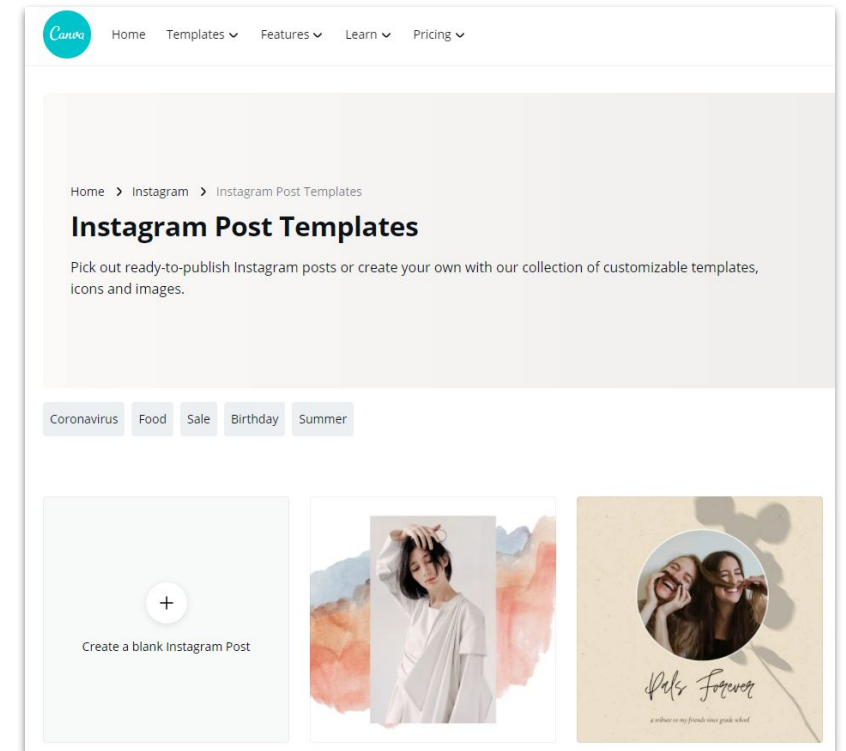 Canva
Home Templates Features Learn Pricing
Home > Instagram > Instagram Post Templates
Instagram Post Templates
Pick out ready-to-publish Instagram posts or create your own with our collection of customizable templates,
icons and images.
Coronavirus Food Sale Birthday Summer
Create a blank Instagram Post
Pals Forever
a tribute to my friends since grade school